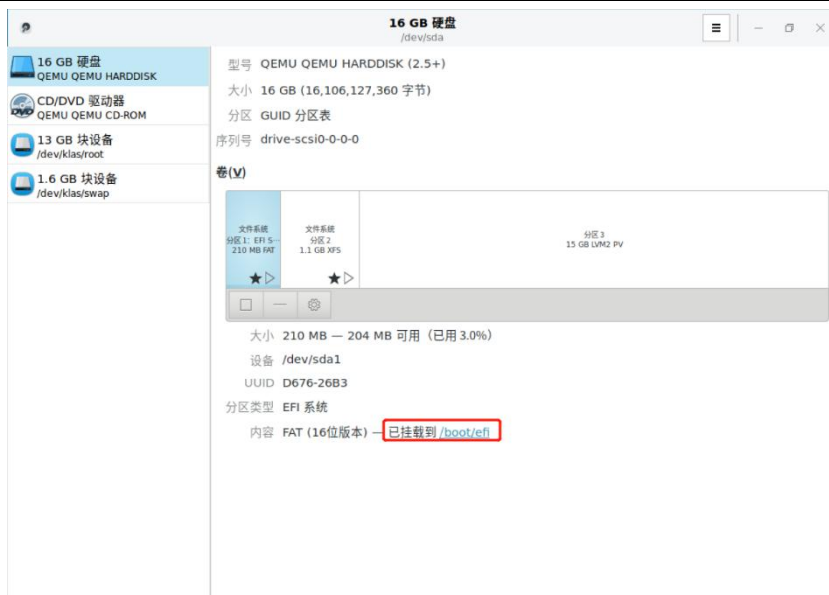 16 GB 硬盘
/dev/sda
16 GB 硬盘
QEMU QEMU HARDDISK
CD/DVD 驱动器
QEMU QEMU CD-ROM
13 GB 块设备
/dev/klas/root
1.6 GB 块设备
/dev/klas/swap
型号 QEMU QEMU HARDDISK (2.5+)
大小 16 GB (16,106,127,360 字节)
分区 GUID 分区表
序列号 drive-scsi0-0-0-0
卷(V)
文件系统
分区 1: EFI S…
210 MB FAT
文件系统
分区 2
1.1 GB XFS
分区 3
15 GB LVM2 PV
大小 210 MB — 204 MB 可用（已用 3.0%）
设备 /dev/sda1
UUID D676-26B3
分区类型 EFI 系统
内容 FAT (16位版本) — 已挂载到 /boot/efi